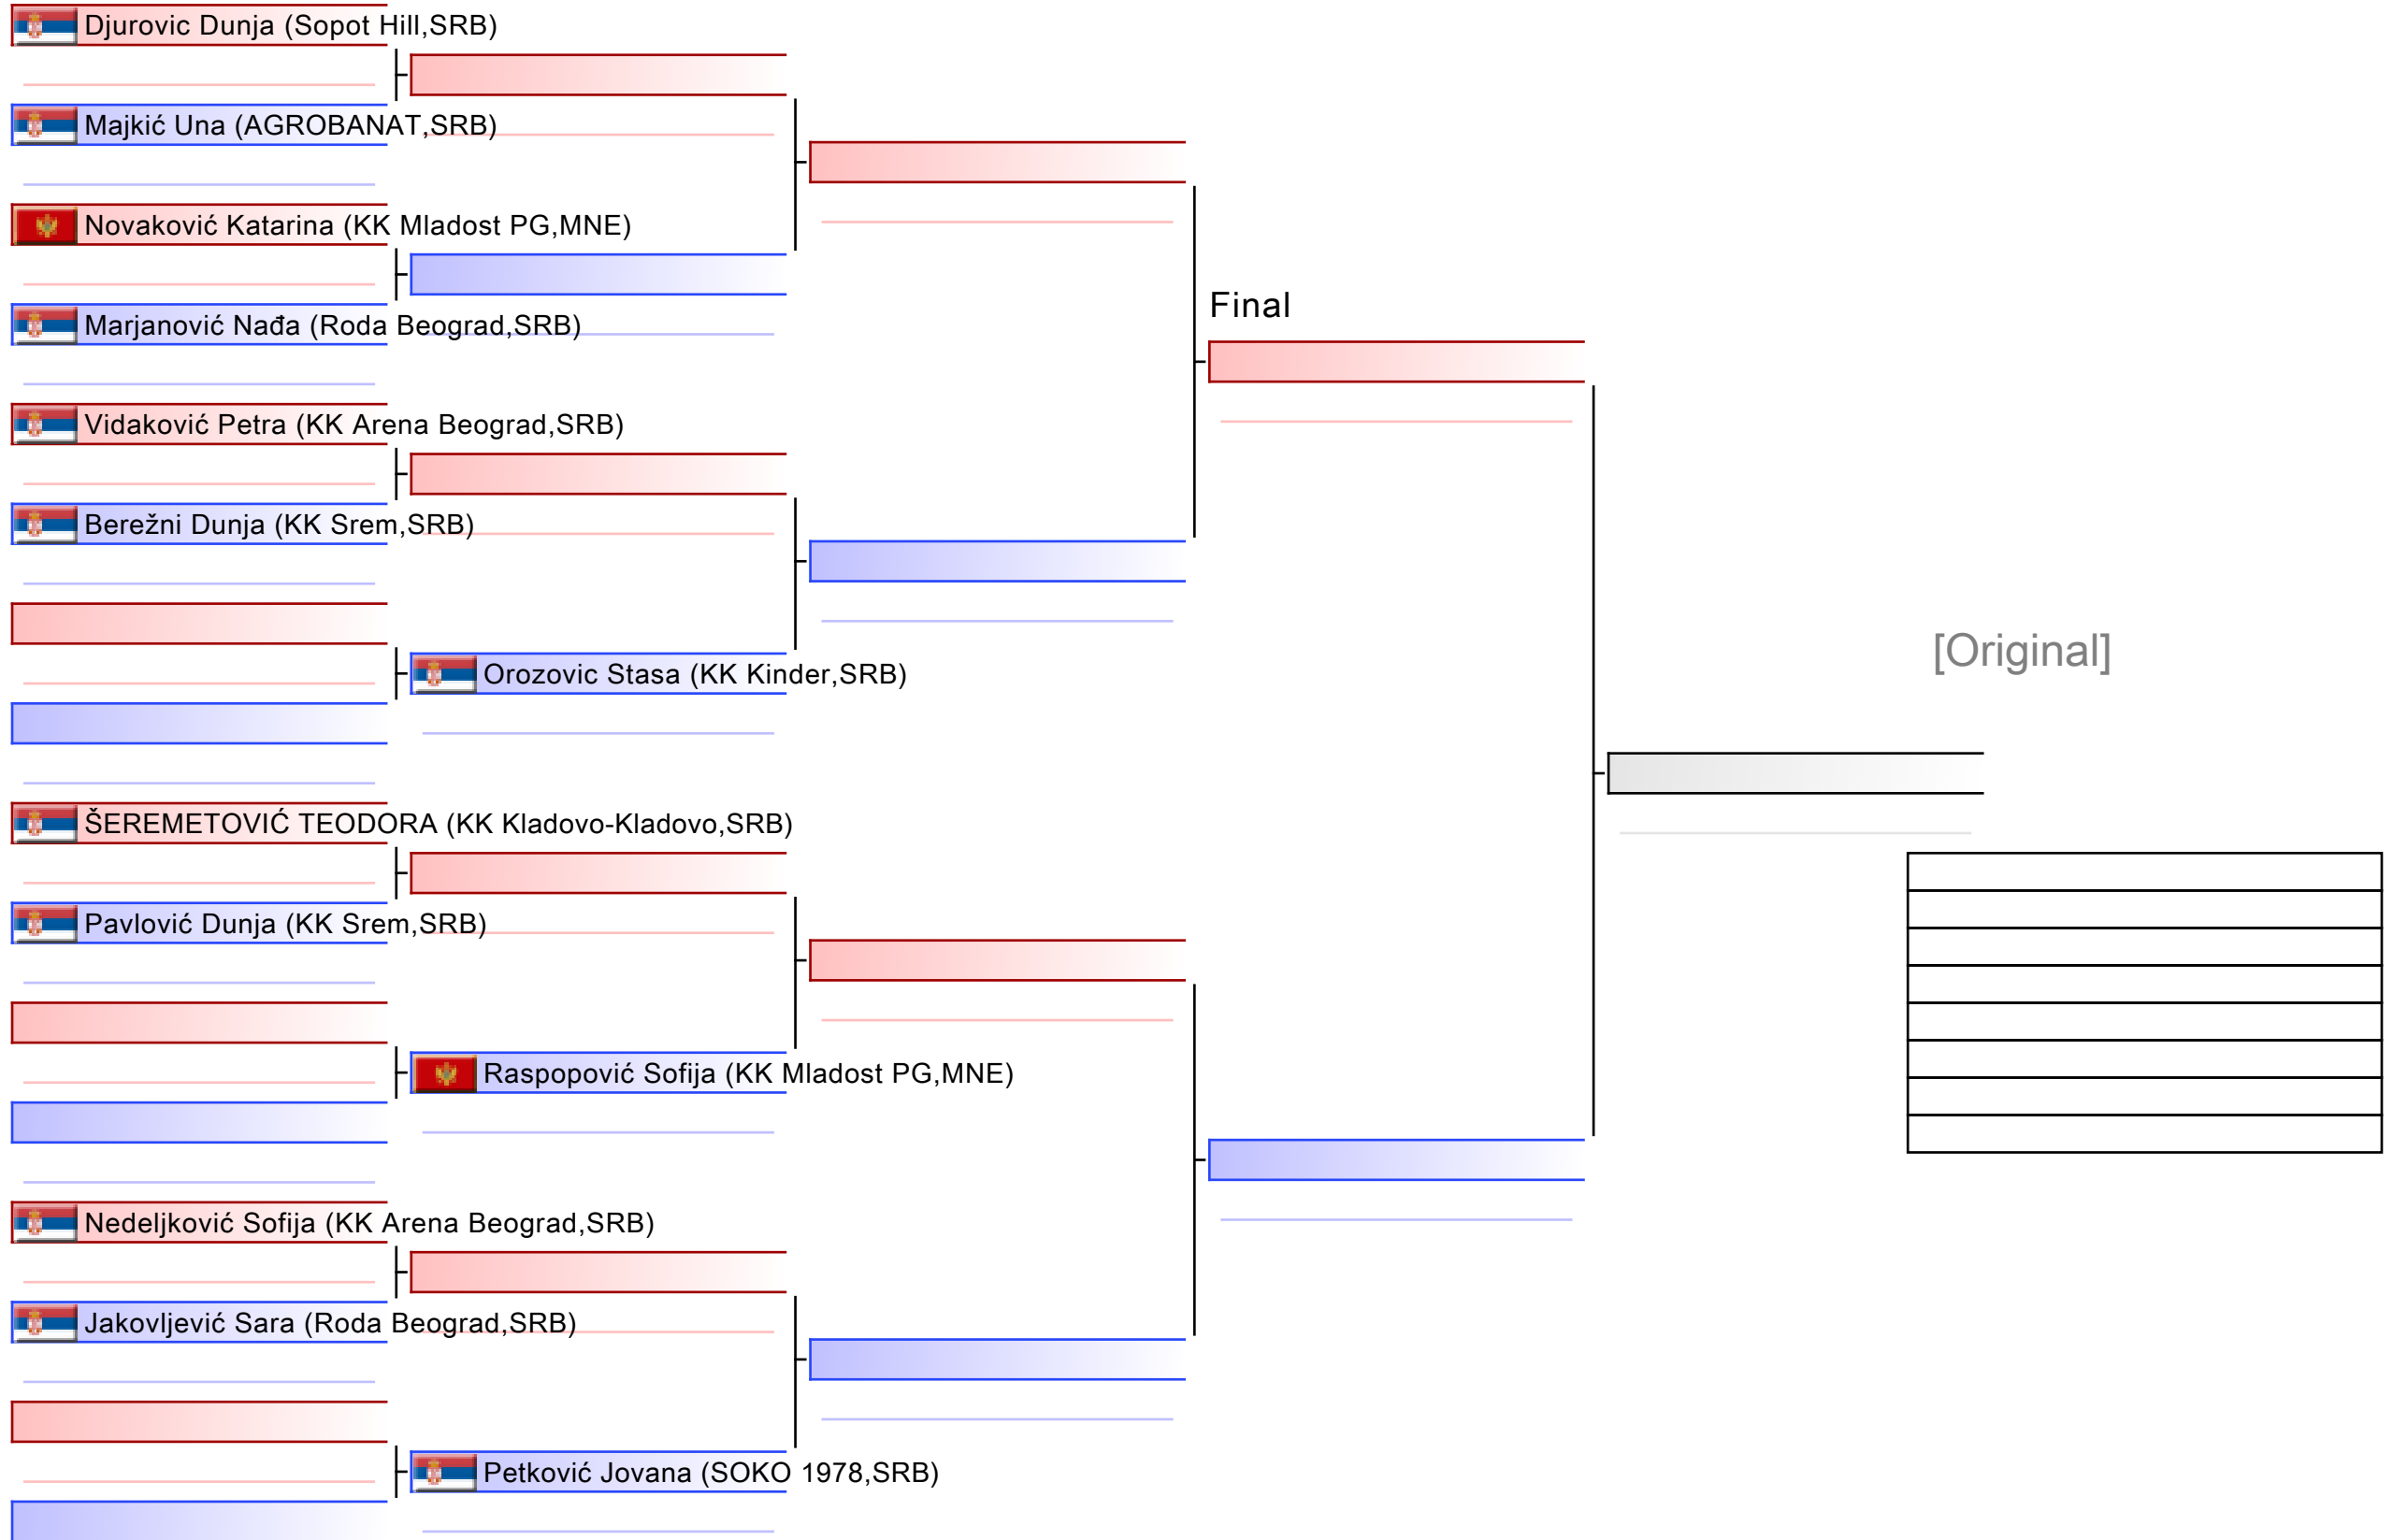 Djurovic Dunja (Sopot Hill,SRB)
Majkić Una (AGROBANAT,SRB)
Novaković Katarina (KK Mladost PG,MNE)
Marjanović Nađa (Roda Beograd,SRB)
Vidaković Petra (KK Arena Beograd,SRB)
Berežni Dunja (KK Srem,SRB)
Orozovic Stasa (KK Kinder,SRB)
ŠEREMETOVIĆ TEODORA (KK Kladovo-Kladovo,SRB)
Pavlović Dunja (KK Srem,SRB)
Raspopović Sofija (KK Mladost PG,MNE)
Nedeljković Sofija (KK Arena Beograd,SRB)
Jakovljević Sara (Roda Beograd,SRB)
Petković Jovana (SOKO 1978,SRB)
Final
[Original]